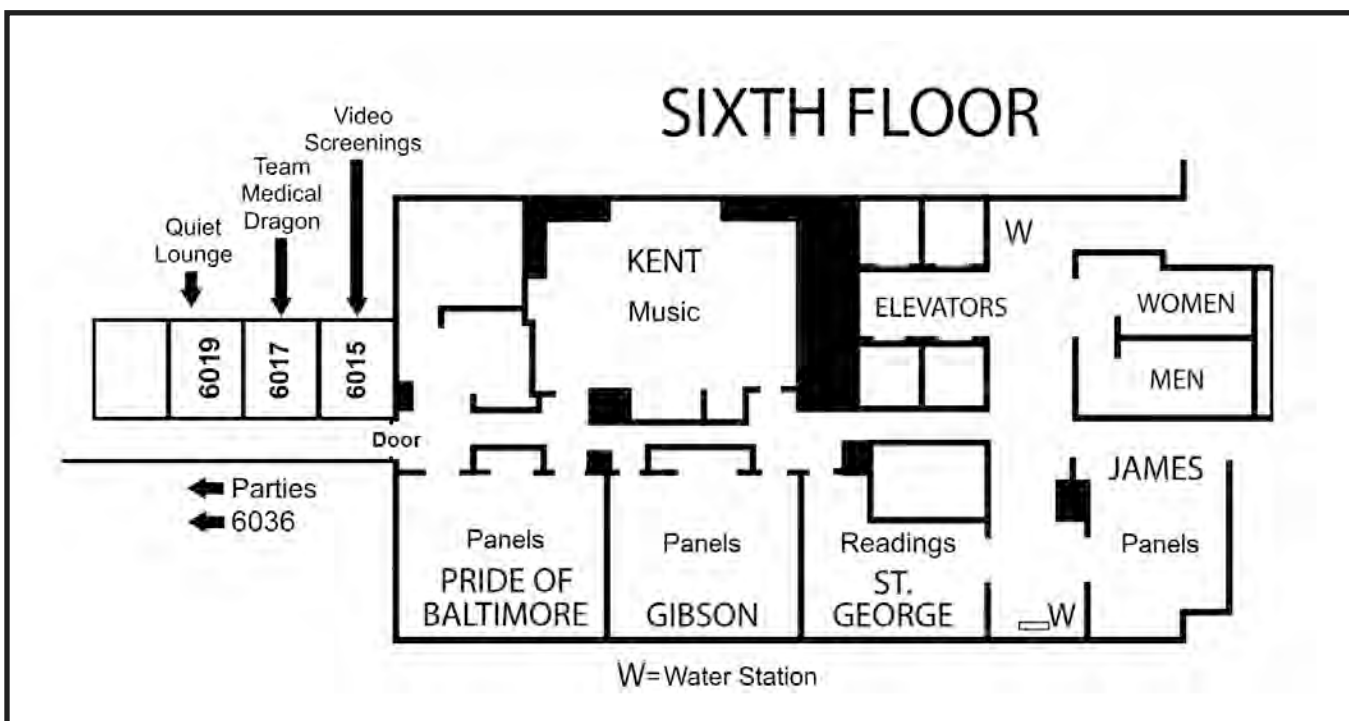 SIXTH FLOOR
Video
Screenings
Team
Medical
Dragon
Quiet
Lounge
6019
6017
6015
KENT
Music
W
ELEVATORS
WOMEN
MEN
Door
Parties
6036
JAMES
Panels
Panels
PRIDE OF
BALTIMORE
Panels
GIBSON
Readings
ST.
GEORGE
W
W=Water Station